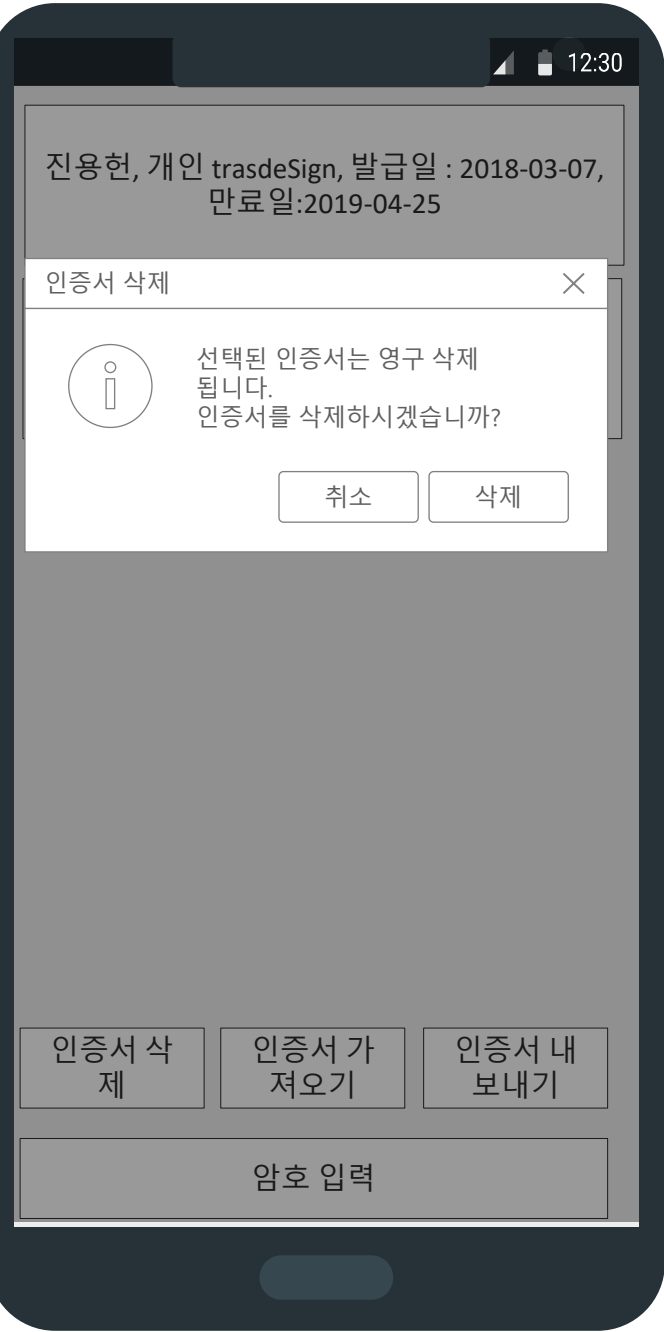 12:30
진용헌, 개인 trasdeSign, 발급일 : 2018-03-07,
만료일:2019-04-25
인증서 삭제
선택된 인증서는 영구 삭제
됩니다.
인증서를 삭제하시겠습니까?
취소
삭제
인증서 삭
제
인증서 가
져오기
인증서 내
보내기
암호 입력